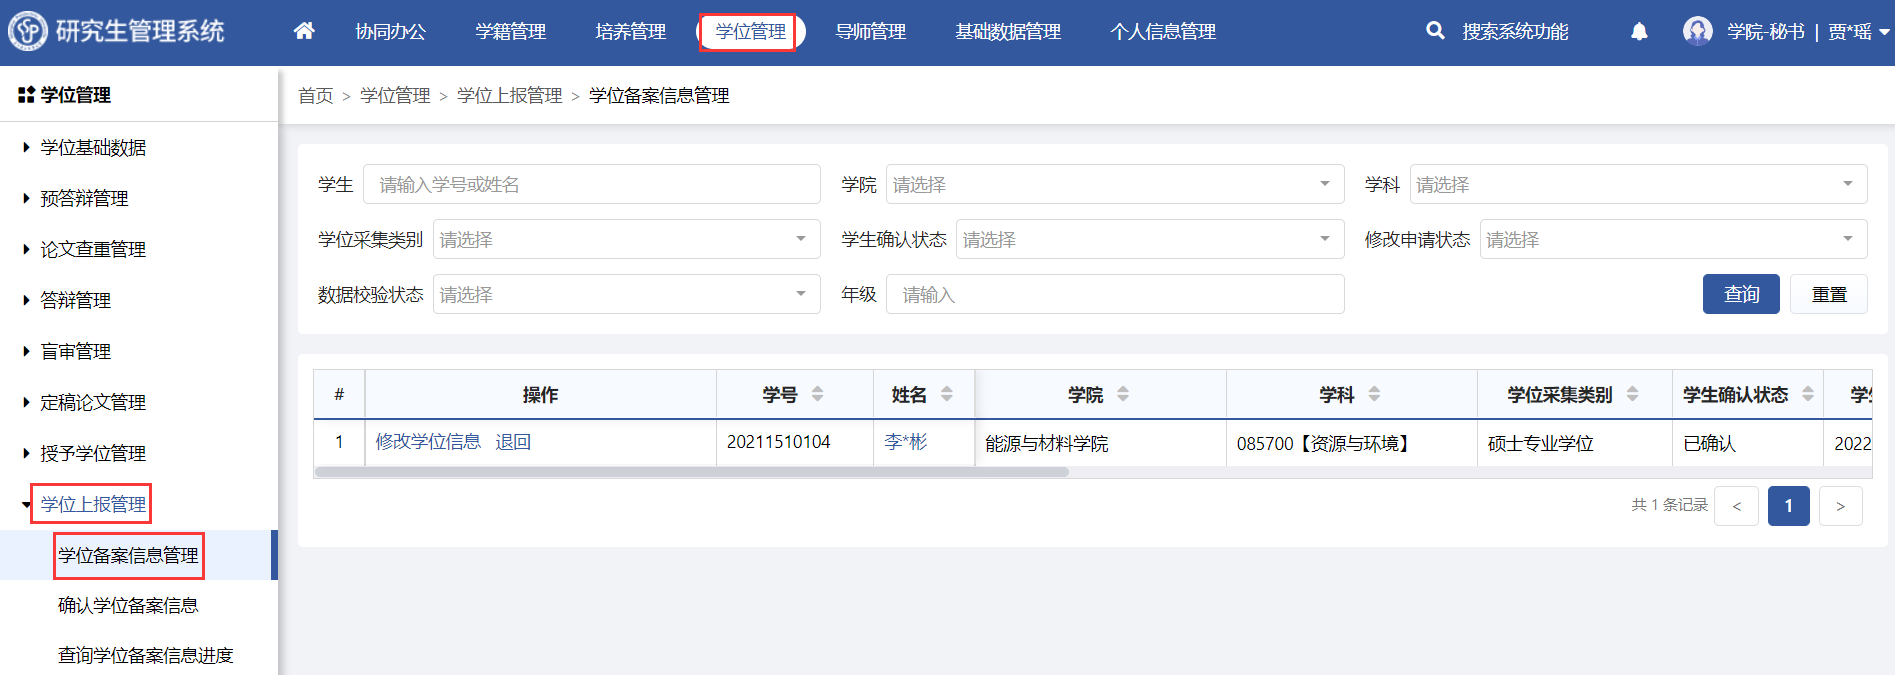 研究生管理系统
协同办公 学籍管理 培养管理 学位管理 导师管理 基础数据管理 个人信息管理 搜索系统功能 学院-秘书 | 贾*瑶
学位管理
首页 > 学位管理 > 学位上报管理 > 学位备案信息管理
学位基础数据
预答辩管理
论文查重管理
答辩管理
盲审管理
定稿论文管理
授予学位管理
学位上报管理
学位备案信息管理
确认学位备案信息
查询学位备案信息进度
学生 请输入学号或姓名 学院 请选择 学科 请选择
学位采集类别 请选择 学生确认状态 请选择 修改申请状态 请选择
数据校验状态 请选择 年级 请输入 查询 重置
# 操作 学号 姓名 学院 学科 学位采集类别 学生确认状态
1 修改学位信息 退回 20211510104 李*彬 能源与材料学院 085700【资源与环境】 硕士专业学位 已确认 2022
共 1 条记录 < 1 >